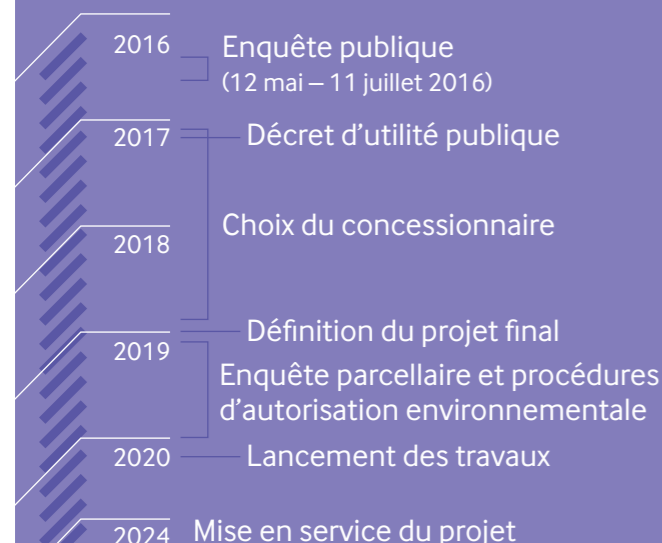 2016
Enquête publique
(12 mai – 11 juillet 2016)
2017
Décret d'utilité publique
Choix du concessionnaire
2018
Définition du projet final
2019
Enquête parcellaire et procédures
d'autorisation environnementale
2020
Lancement des travaux
2024
Mise en service du projet